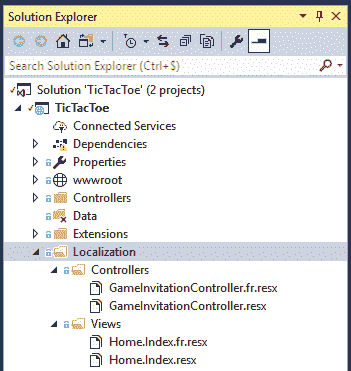 Solution Explorer
Search Solution Explorer (Ctrl+$)
Solution 'TicTacToe' (2 projects)
TicTacToe
Connected Services
Dependencies
Properties
wwwroot
Controllers
Data
Extensions
Localization
Controllers
GameInvitationController.fr.resx
GameInvitationController.resx
Views
Home.Index.fr.resx
Home.Index.resx